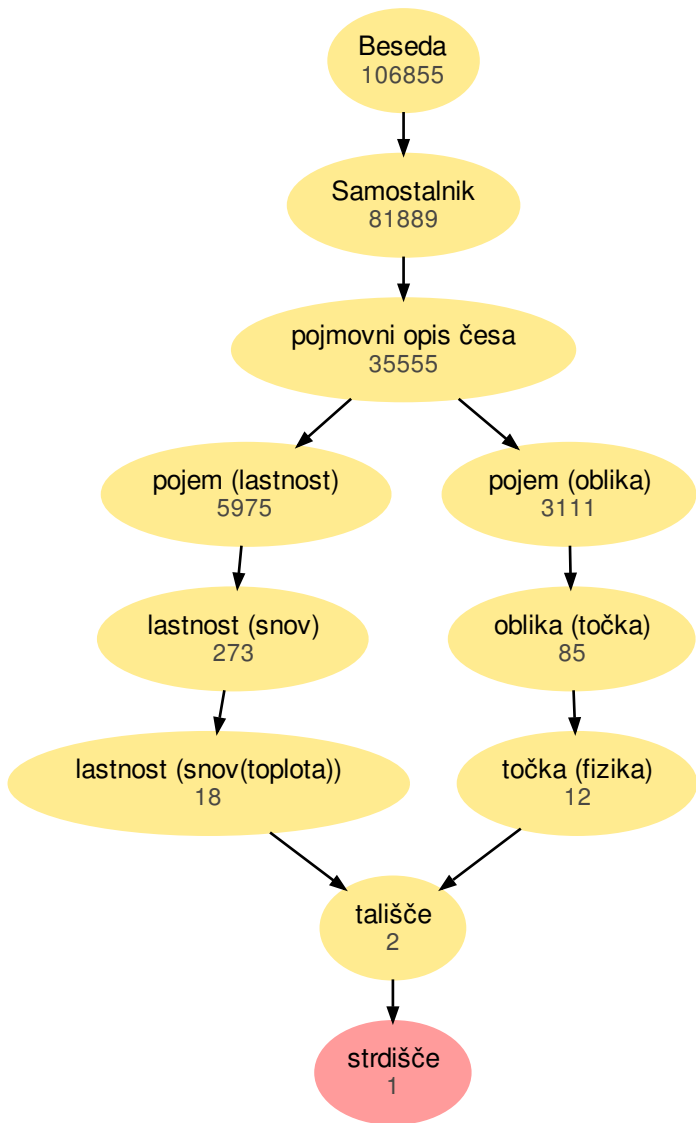 Beseda
106855
Samostalnik
81889
pojmovni opis česa
35555
pojem (lastnost)
5975
pojem (oblika)
3111
lastnost (snov)
273
oblika (točka)
85
lastnost (snov(toplota))
18
točka (fizika)
12
tališče
2
strdišče
1